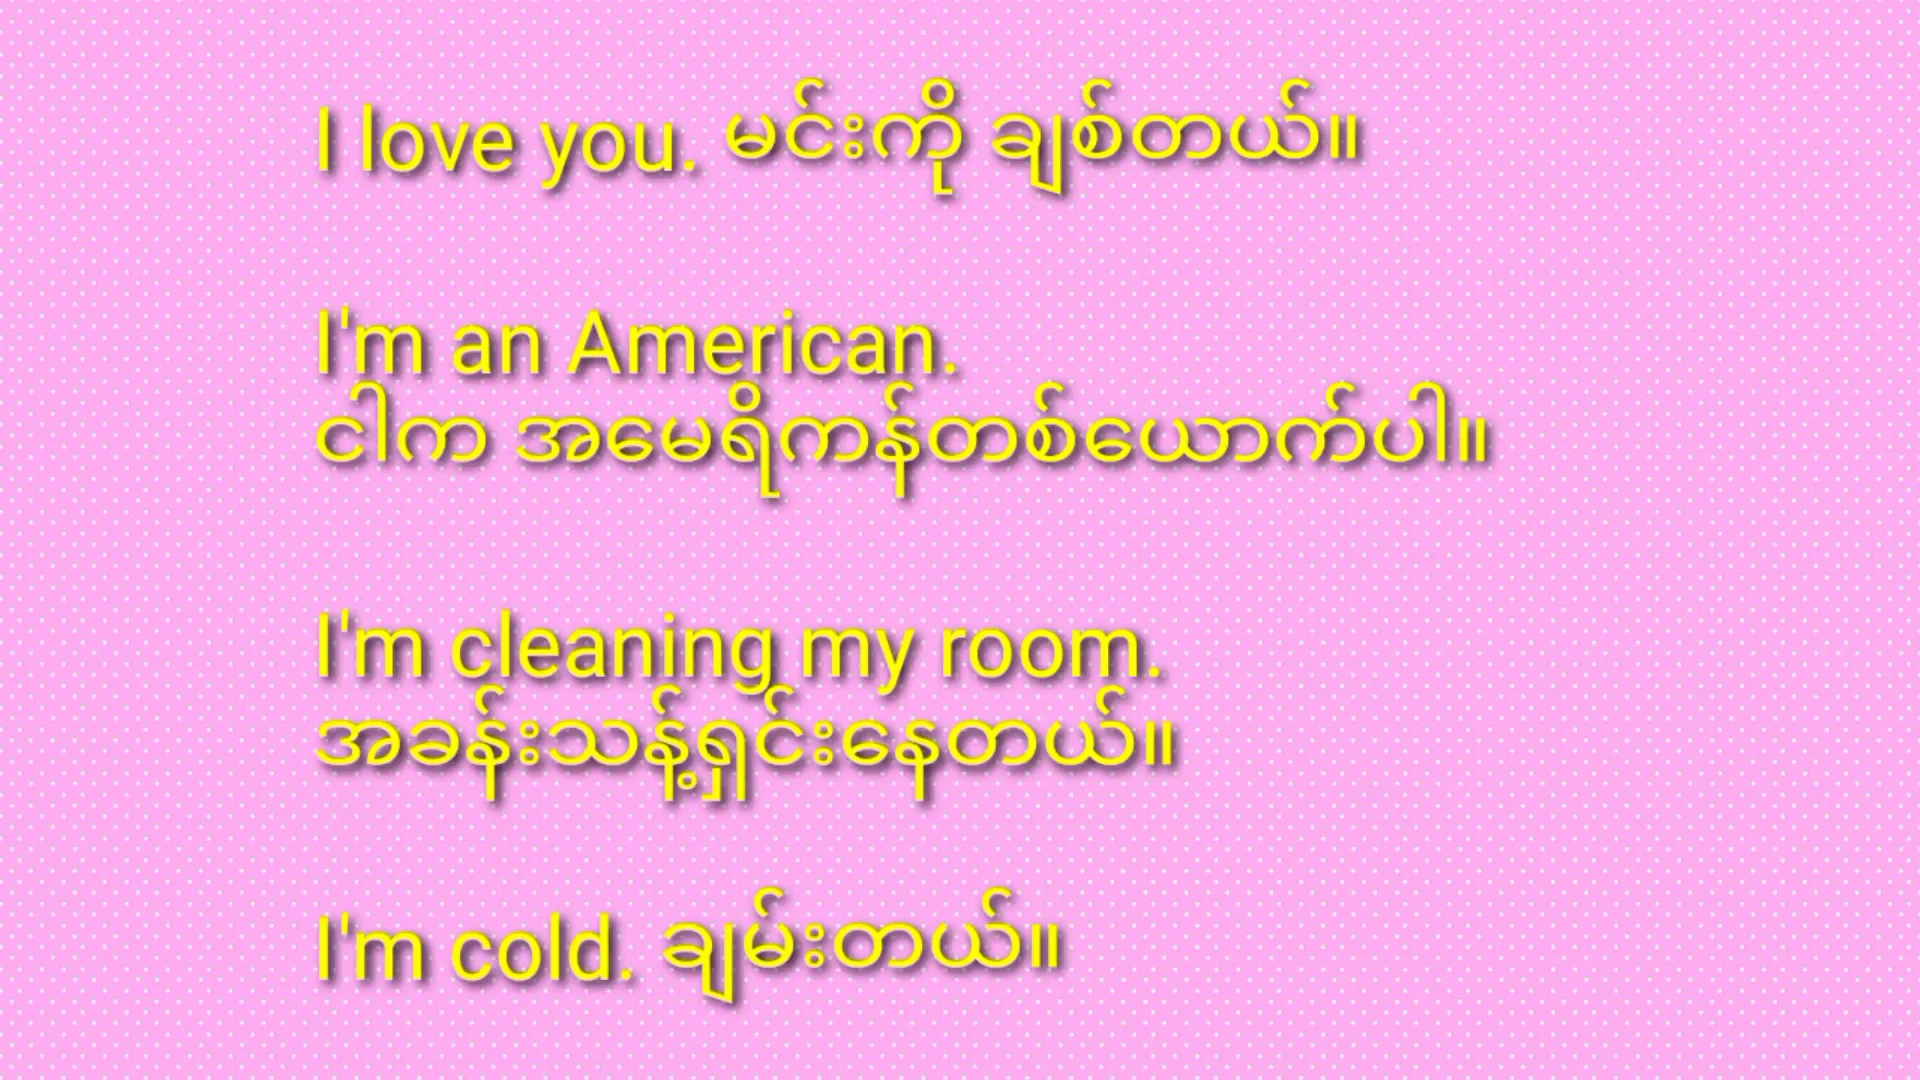 I love you. မင်းကို ချစ်တယ်။
I'm an American.
ငါက အမေရိကန်တစ်ယောက်ပါ။
I'm cleaning my room.
အခန်းသန့်ရှင်းနေတယ်။
I'm cold. ချမ်းတယ်။